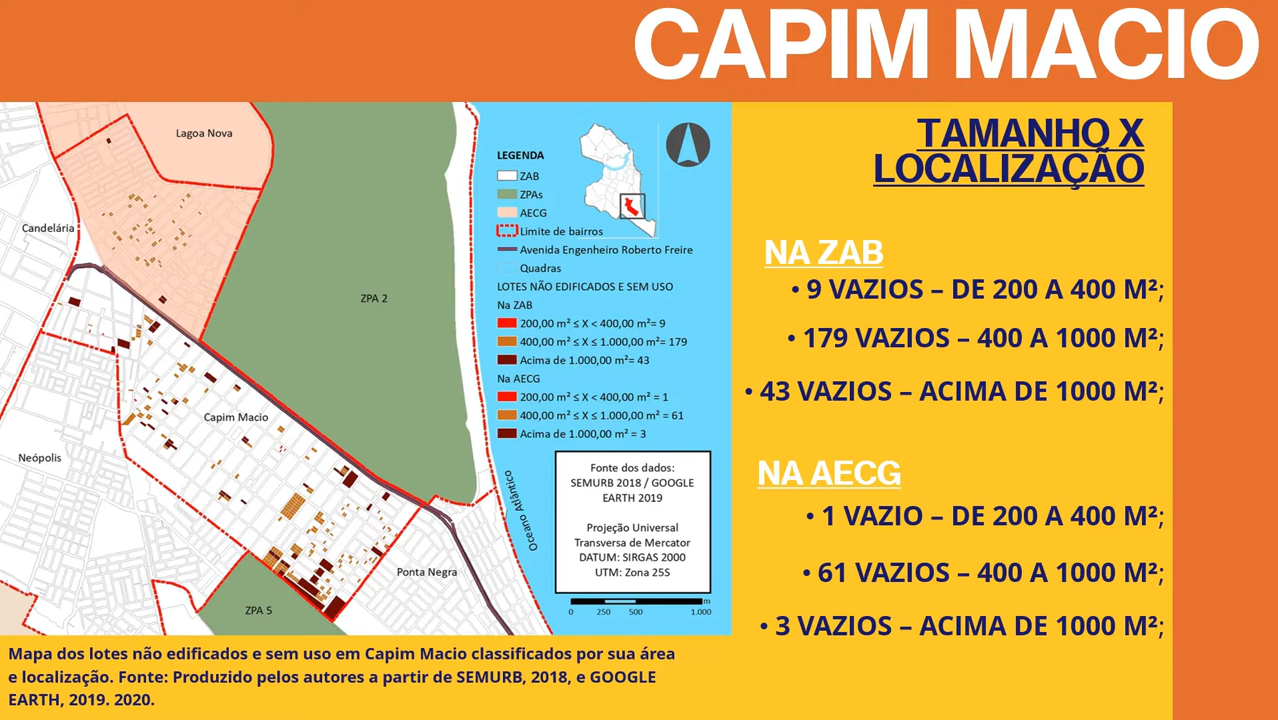 CAPIM MACIO
Lagoa Nova
Candelária
ZPA 2
Capim Macio
Neópolis
Ponta Negra
ZPA 5
Oceano Atlântico
LEGENDA
ZAB
ZPAs
AECG
Limite de bairros
Avenida Engenheiro Roberto Freire
Quadras
LOTES NÃO EDIFICADOS E SEM USO
Na ZAB
200,00 m² ≤ X < 400,00 m²= 9
400,00 m² ≤ X ≤ 1.000,00 m²= 179
Acima de 1.000,00 m²= 43
Na AECG
200,00 m² ≤ X < 400,00 m² = 1
400,00 m² ≤ X ≤ 1.000,00 m² = 61
Acima de 1.000,00 m² = 3
Fonte dos dados:
SEMURB 2018 / GOOGLE
EARTH 2019
Projeção Universal
Transversa de Mercator
DATUM: SIRGAS 2000
UTM: Zona 25S
m
0 250 500 1.000
Mapa dos lotes não edificados e sem uso em Capim Macio classificados por sua área
e localização. Fonte: Produzido pelos autores a partir de SEMURB, 2018, e GOOGLE
EARTH, 2019. 2020.
TAMANHO X
LOCALIZAÇÃO
NA ZAB
• 9 VAZIOS – DE 200 A 400 M²;
• 179 VAZIOS – 400 A 1000 M²;
• 43 VAZIOS – ACIMA DE 1000 M²;
NA AECG
• 1 VAZIO – DE 200 A 400 M²;
• 61 VAZIOS – 400 A 1000 M²;
• 3 VAZIOS – ACIMA DE 1000 M²;